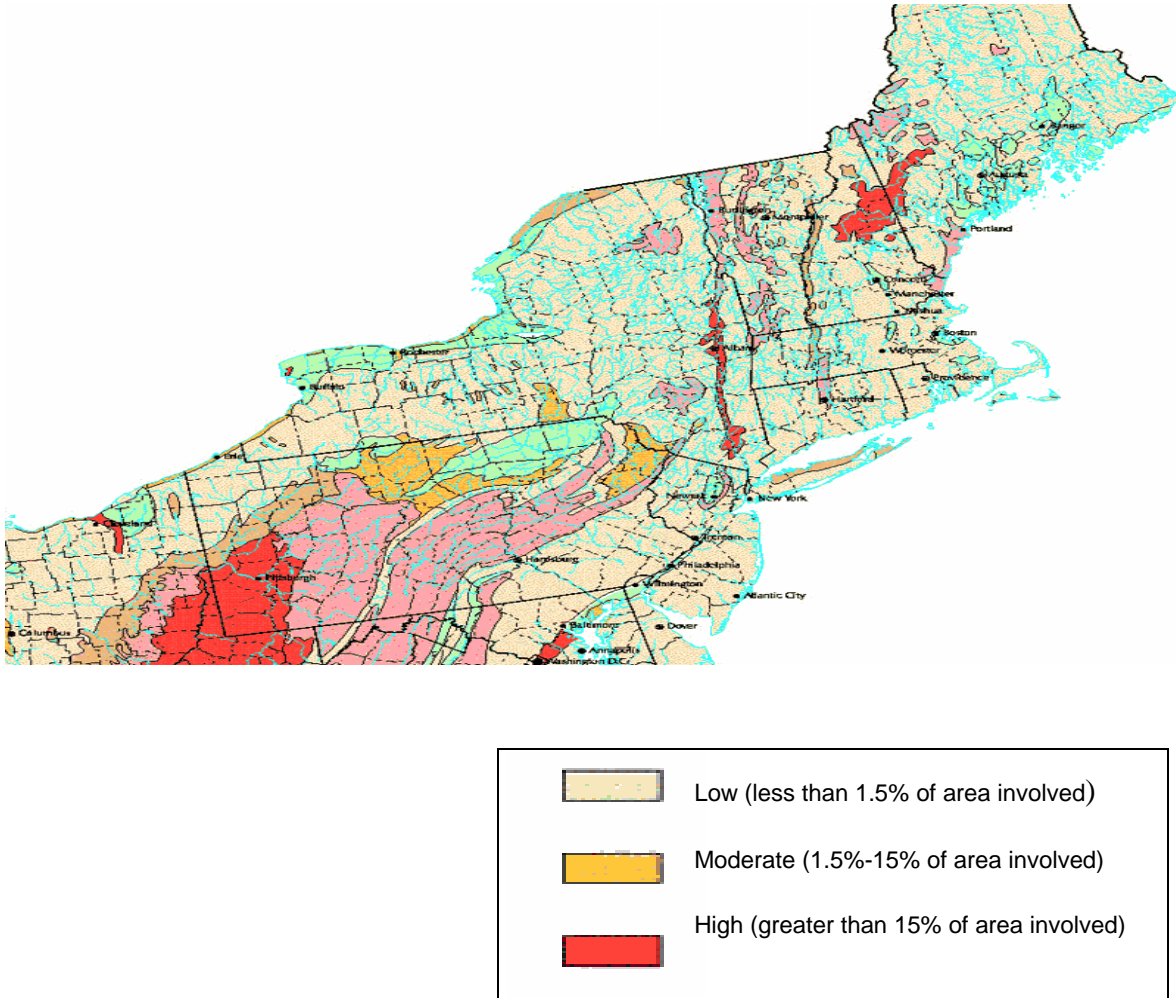 Bangor
Augusta
Burlington
Montpelier
Portland
Concord
Manchester
Nashua
Boston
Rochester
Albany
Worcester
Buffalo
Providence
Hartford
Erie
Newark
New York
Cleveland
Trenton
Harrisburg
Philadelphia
Pittsburgh
Wilmington
Atlantic City
Columbus
Baltimore
Dover
Annapolis
Washington D.C.
Low (less than 1.5% of area involved)
Moderate (1.5%-15% of area involved)
High (greater than 15% of area involved)